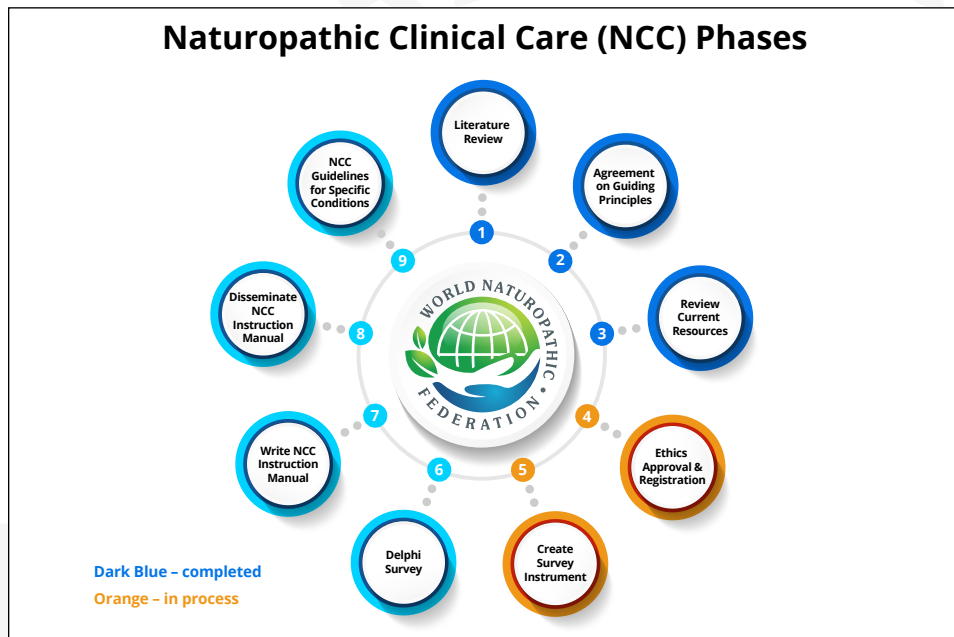 Naturopathic Clinical Care (NCC) Phases
Literature
Review
1
Agreement
on Guiding
Principles
2
Review
Current
Resources
3
Ethics
Approval &
Registration
4
Create
Survey
Instrument
5
Delphi
Survey
6
Write NCC
Instruction
Manual
7
Disseminate
NCC
Instruction
Manual
8
NCC
Guidelines
for Specific
Conditions
9
WORLD NATUROPATHIC
FEDERATION •
Dark Blue – completed
Orange – in process